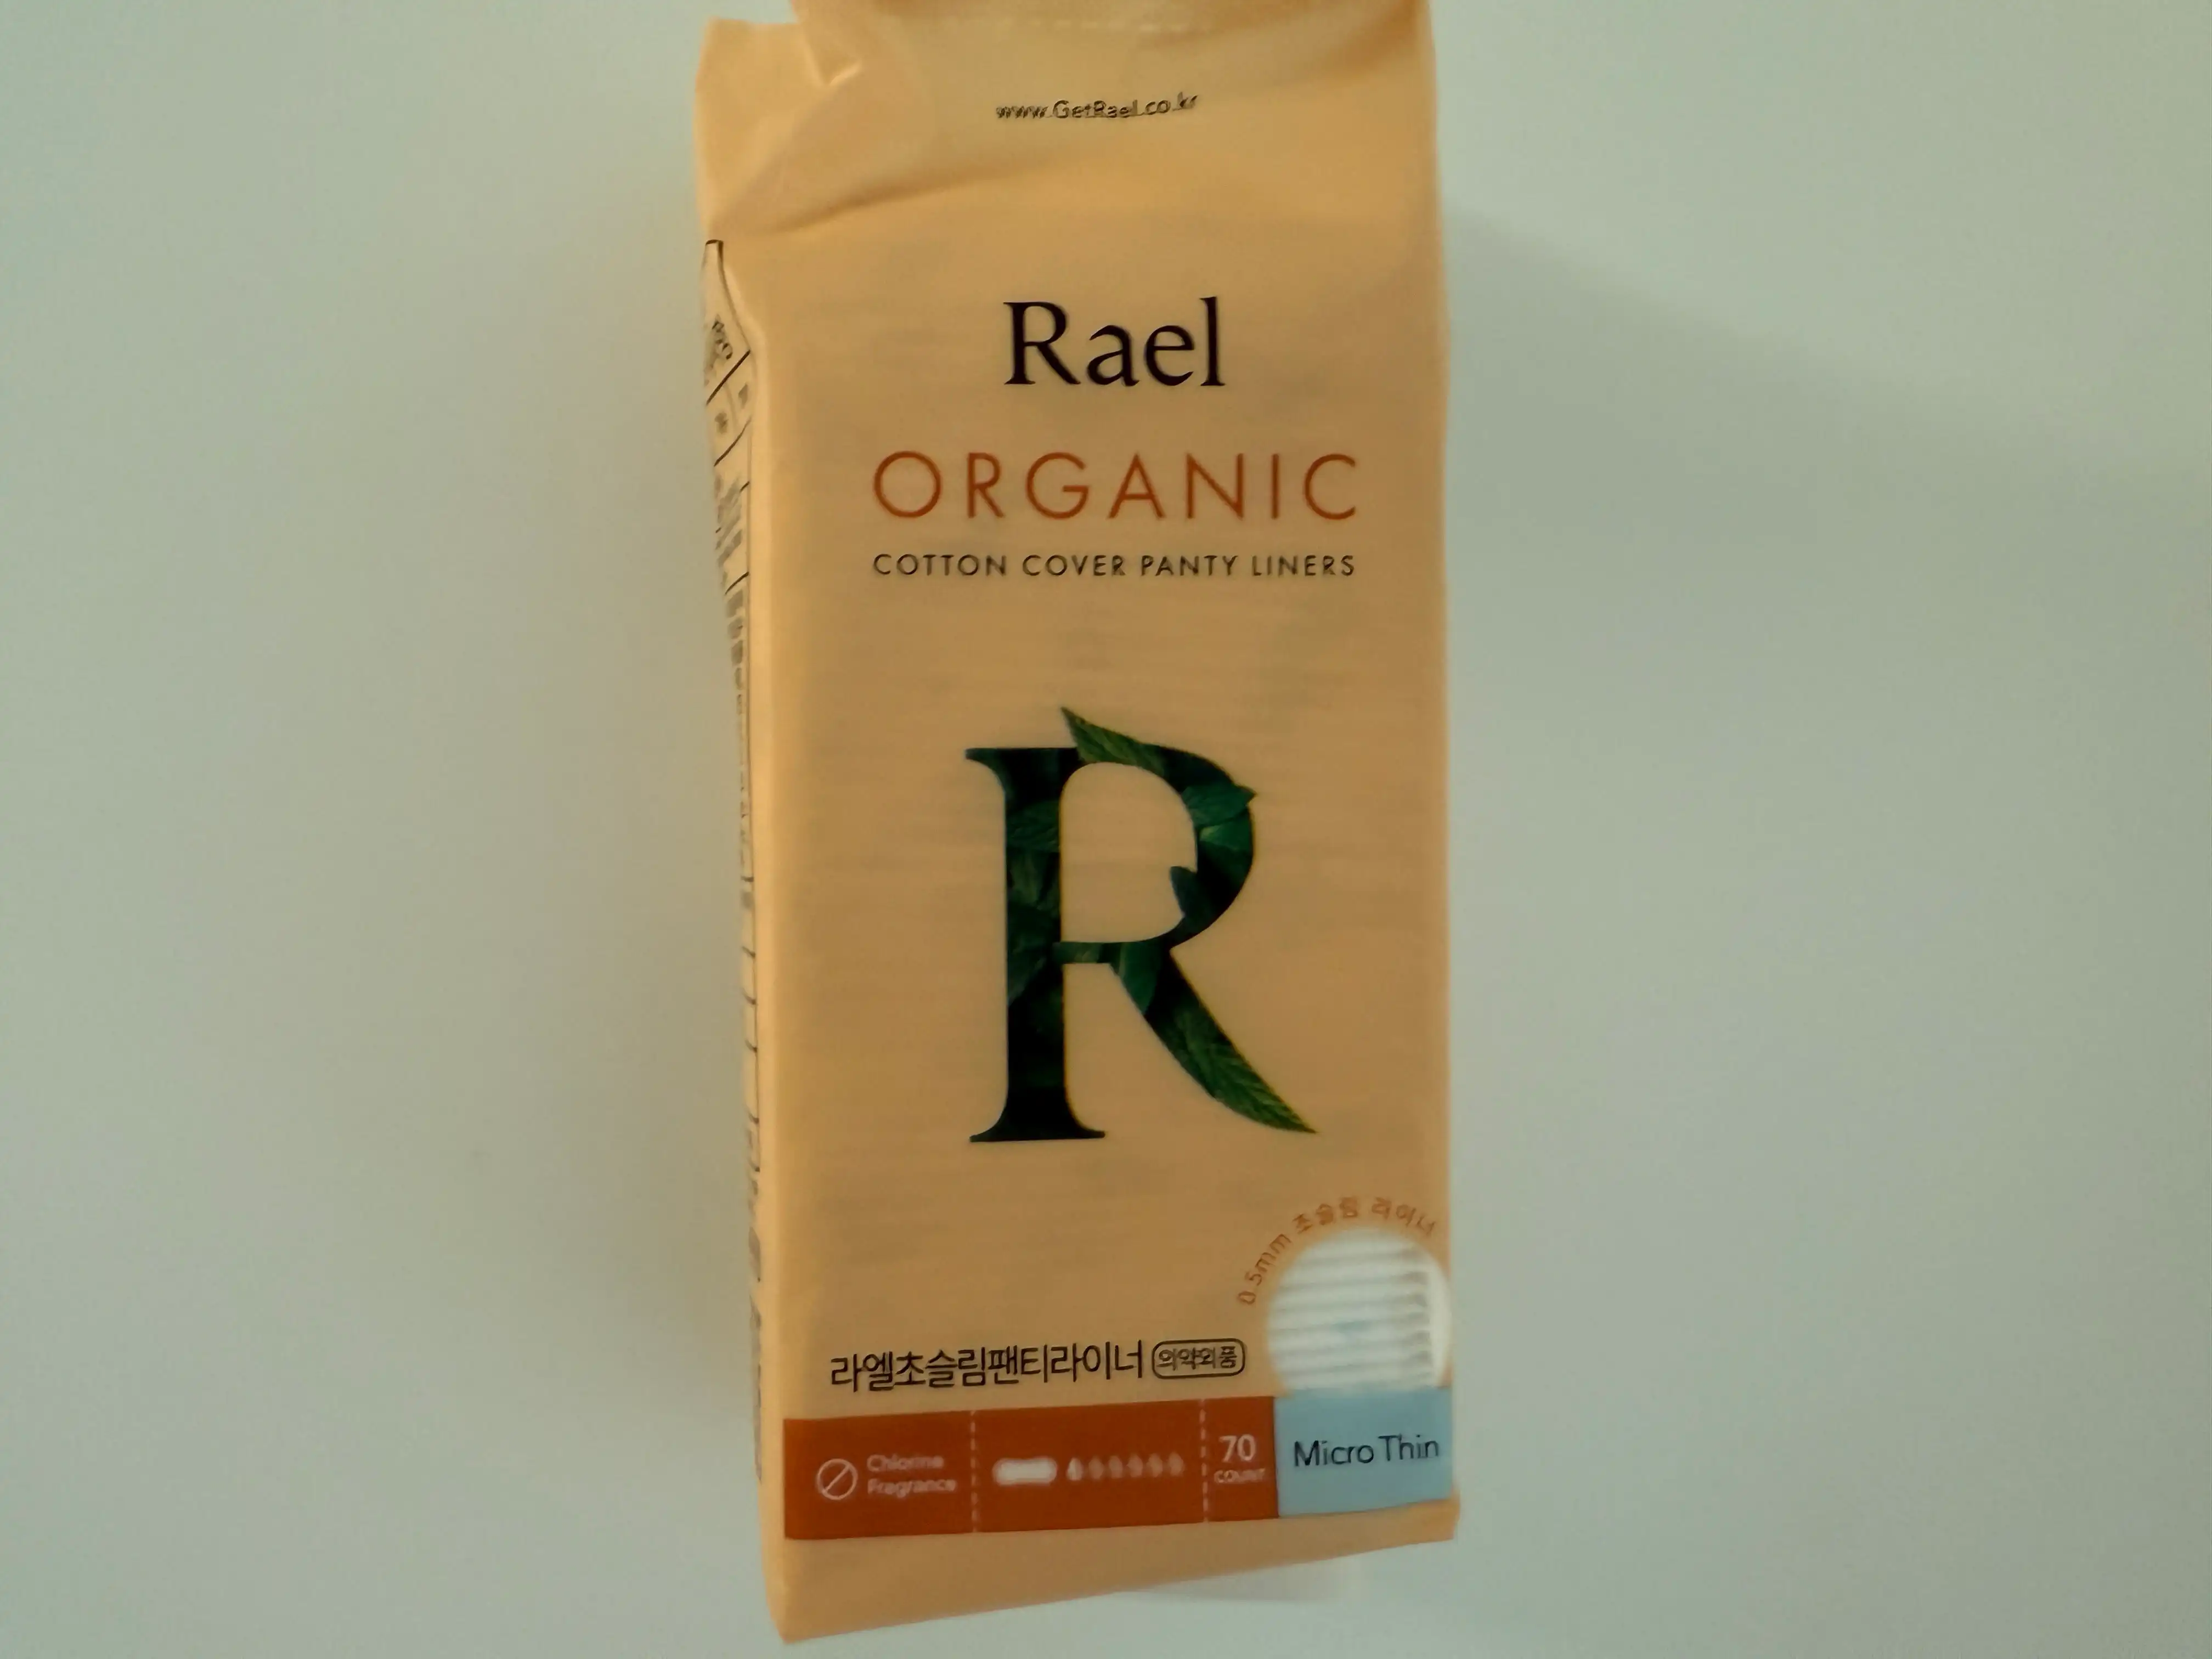 www.GetRael.co.kr
Rael
ORGANIC
COTTON COVER PANTY LINERS
R
0.5mm 초슬림 라이너
라엘초슬림팬티라이너 의약외품
Chlorine
Fragrance
70
COUNT
Micro Thin